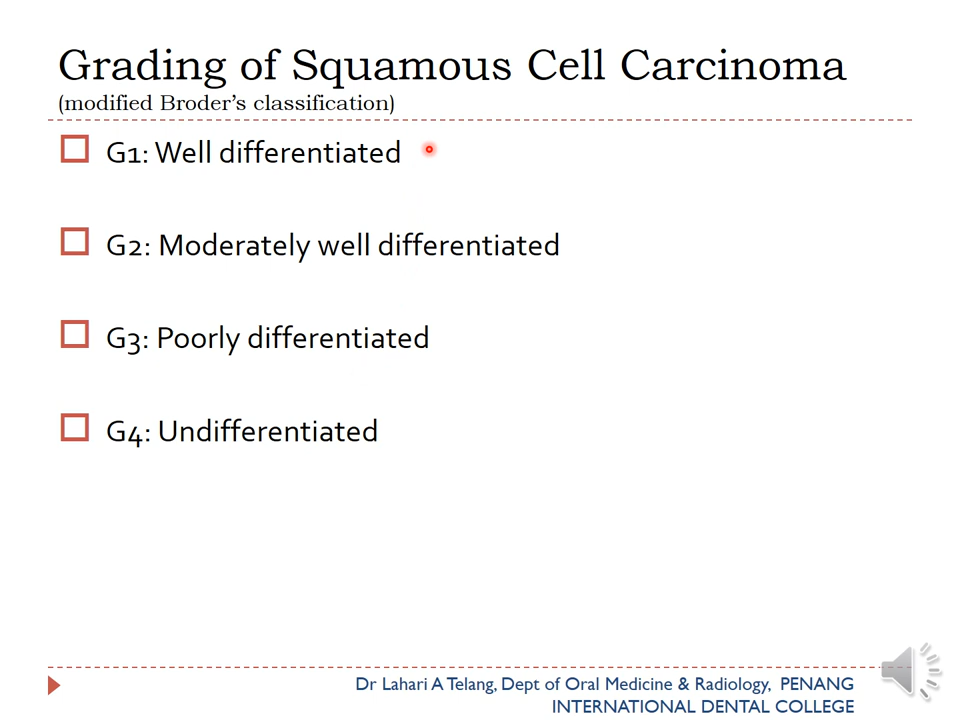 Grading of Squamous Cell Carcinoma
(modified Broder's classification)
G1: Well differentiated
G2: Moderately well differentiated
G3: Poorly differentiated
G4: Undifferentiated
Dr Lahari A Telang, Dept of Oral Medicine & Radiology, PENANG
INTERNATIONAL DENTAL COLLEGE